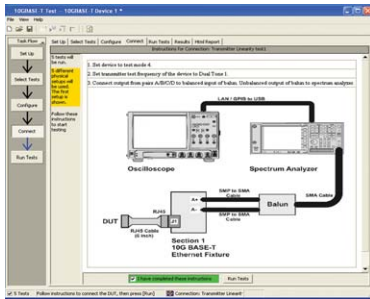 10GBASE-T Test -- 10GBASE-T Device 1 *
File View Help
Task Flow
Set Up
Select Tests
Configure
Connect
Run Tests
Set Up Select Tests Configure Connect Run Tests Results Html Report
Instructions for Connection: Transmitter Linearity test1
5 tests will
be run.
5 different
physical
setups will
be used.
The first
setup is
shown.
Follow these
instructions
to start
testing
1. Set device to test mode 4.
2. Set transmitter test frequency of the device to Dual Tone 1.
3. Connect output from pairs A/B/C/D to balanced input of balun. Unbalanced output to spectrum analyzer.
LAN / GPIB to USB
Oscilloscope
Spectrum Analyzer
SMP to SMA
Cable
SMA Cable
A+
A-
Balun
SMP to SMA
Cable
DUT
RJ45
J1
RJ45 Cable
(6 inch)
Section 1
10G BASE-T
Ethernet Fixture
I have completed these instructions
Run Tests
5 Tests Follow instructions to connect the DUT, then press [Run] Connection: Transmitter Linearit